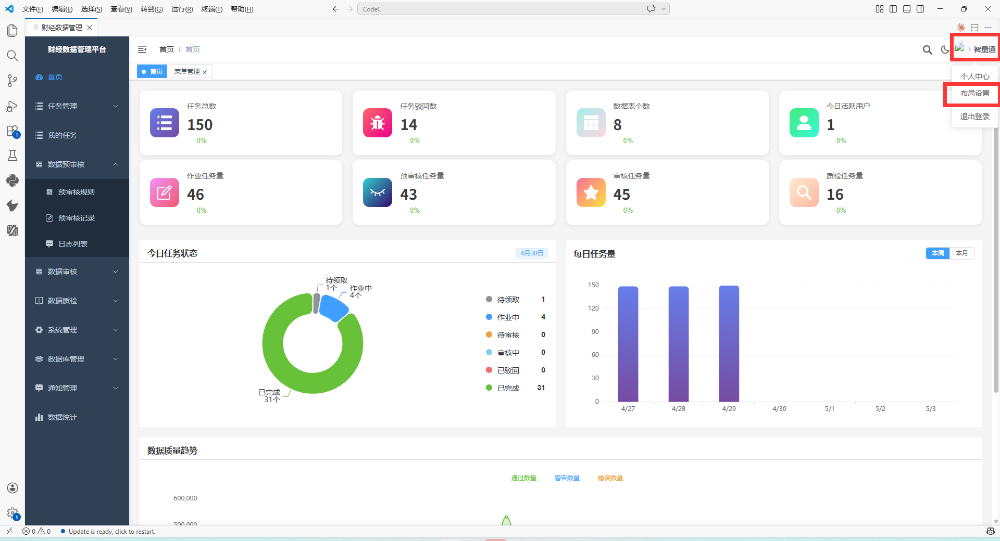 文件(F) 编辑(E) 选择(S) 查看(V) 转到(G) 运行(R) 终端(T) 帮助(H)
CodeC
财经数据管理
财经数据管理平台
首页 / 首页
智量通
首页
菜单管理
个人中心
布局设置
退出登录
首页
任务管理
我的任务
数据预审核
预审核规则
预审核记录
日志列表
数据审核
数据质检
系统管理
数据库管理
通知管理
数据统计
任务总数
150
0%
任务驳回数
14
0%
数据表个数
8
0%
今日活跃用户
1
0%
作业任务量
46
0%
预审核任务量
43
0%
审核任务量
45
0%
质检任务量
16
0%
今日任务状态
4月30日
待领取
1个
作业中
4个
已完成
31个
待领取 1
作业中 4
待审核 0
审核中 0
已驳回 0
已完成 31
每日任务量
本周 本月
150
120
90
60
30
0
4/27 4/28 4/29 4/30 5/1 5/2 5/3
数据质量趋势
通过数量 警告数量 错误数量
600,000
500,000
1
1
0 0 Update is ready, click to restart.